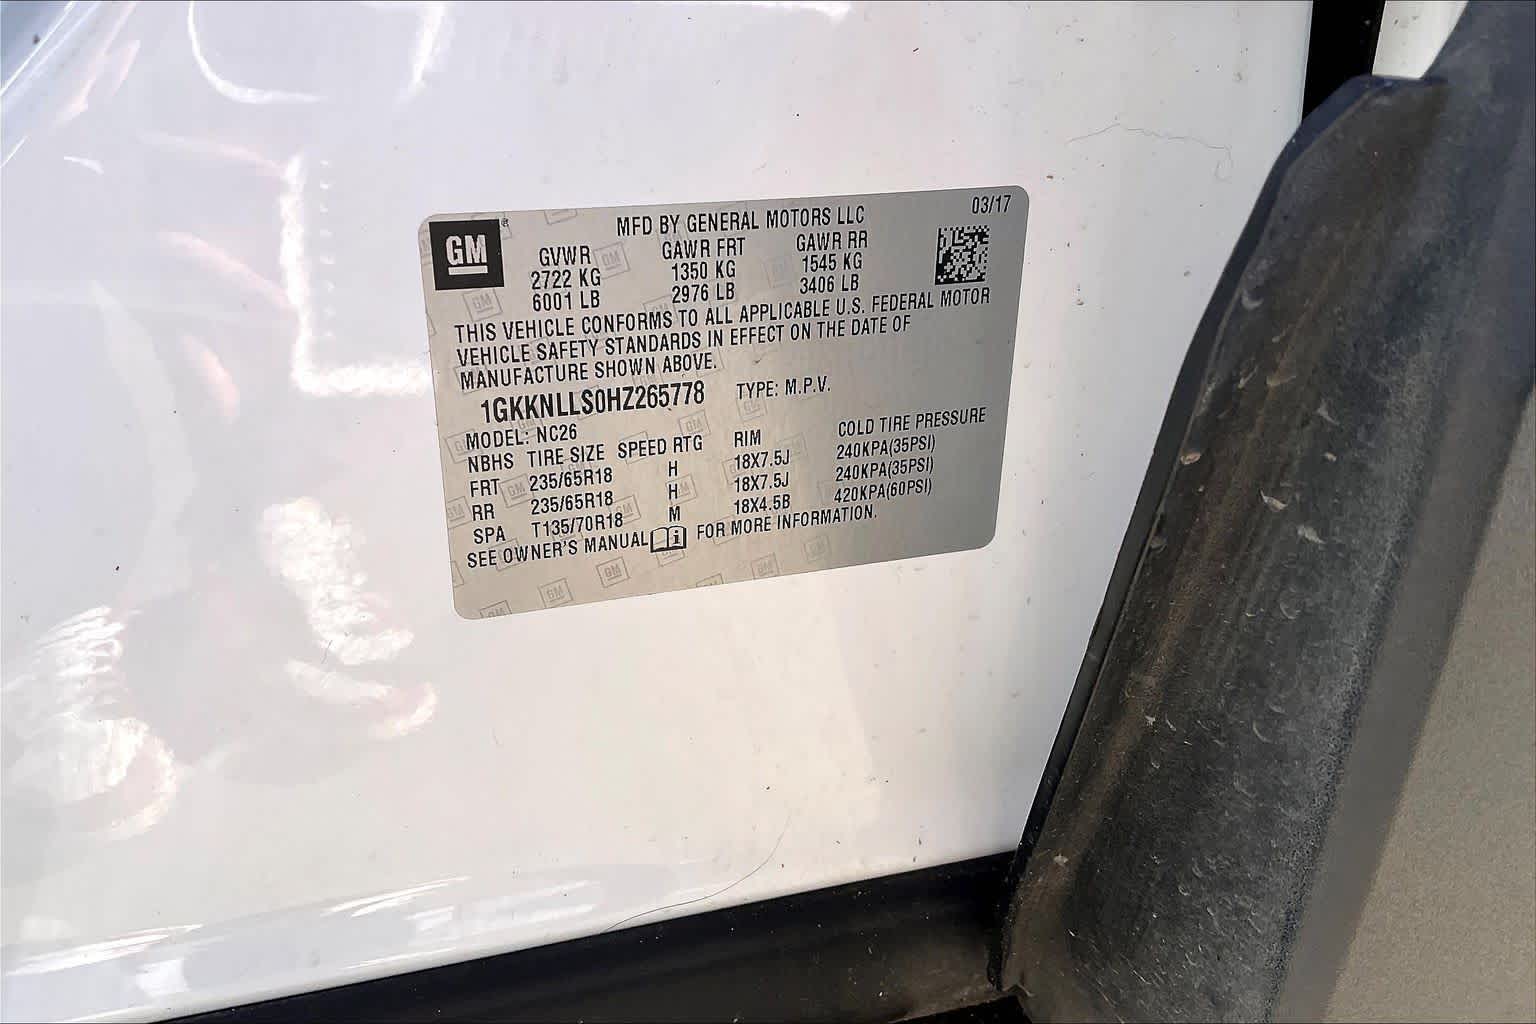 GM ® MFD BY GENERAL MOTORS LLC 03/17
GVWR GAWR FRT GAWR RR
2722 KG 1350 KG 1545 KG
6001 LB 2976 LB 3406 LB
THIS VEHICLE CONFORMS TO ALL APPLICABLE U.S. FEDERAL MOTOR
VEHICLE SAFETY STANDARDS IN EFFECT ON THE DATE OF
MANUFACTURE SHOWN ABOVE.
1GKKNLLS0HZ265778 TYPE: M.P.V.
MODEL: NC26
NBHS TIRE SIZE SPEED RTG RIM COLD TIRE PRESSURE
FRT 235/65R18 H 18X7.5J 240KPA(35PSI)
RR 235/65R18 H 18X7.5J 240KPA(35PSI)
SPA T135/70R18 M 18X4.5B 420KPA(60PSI)
SEE OWNER'S MANUAL i FOR MORE INFORMATION.